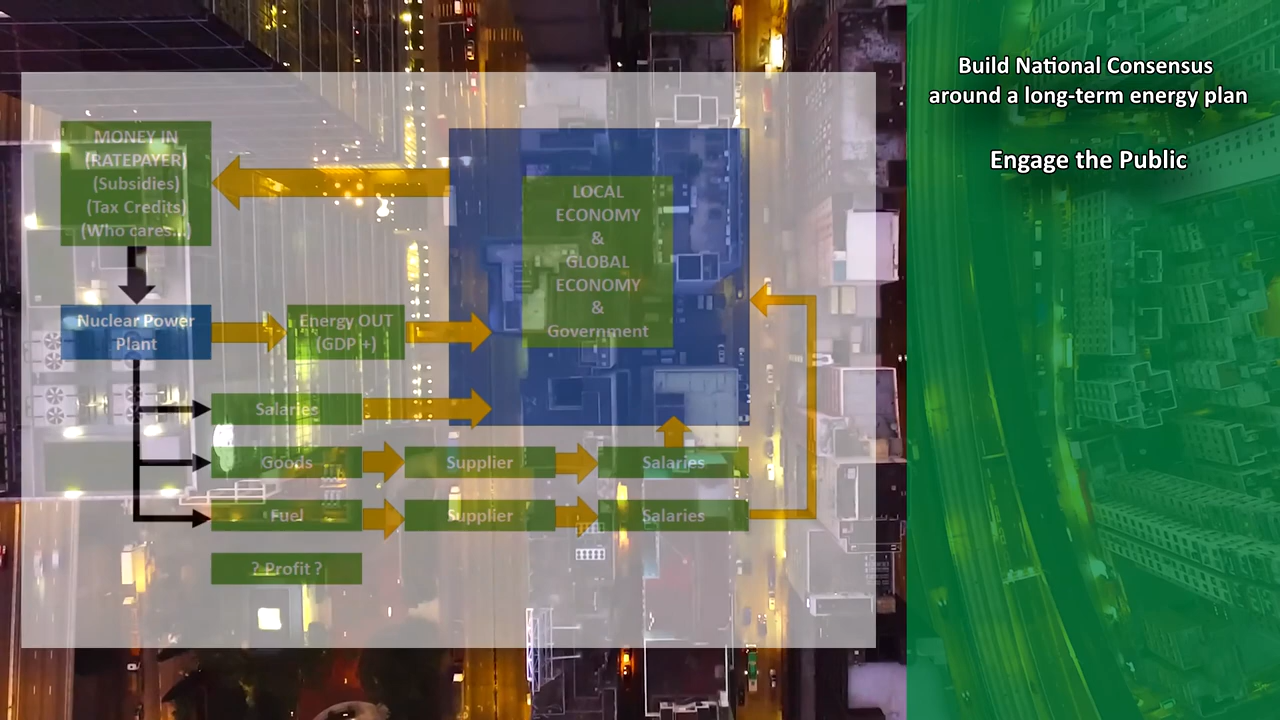 Build National Consensus
around a long-term energy plan
Engage the Public
MONEY IN
(RATEPAYER)
(Subsidies)
(Tax Credits)
(Who cares...)
LOCAL
ECONOMY
&
GLOBAL
ECONOMY
&
Government
Nuclear Power
Plant
Energy OUT
(GDP +)
Salaries
Goods
Supplier
Salaries
Fuel
Supplier
Salaries
? Profit ?